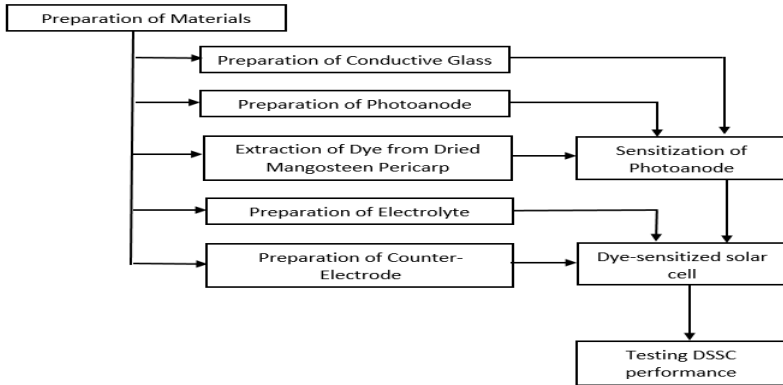 Preparation of Materials
Preparation of Conductive Glass
Preparation of Photoanode
Extraction of Dye from Dried
Mangosteen Pericarp
Sensitization of
Photoanode
Preparation of Electrolyte
Preparation of Counter-
Electrode
Dye-sensitized solar
cell
Testing DSSC
performance